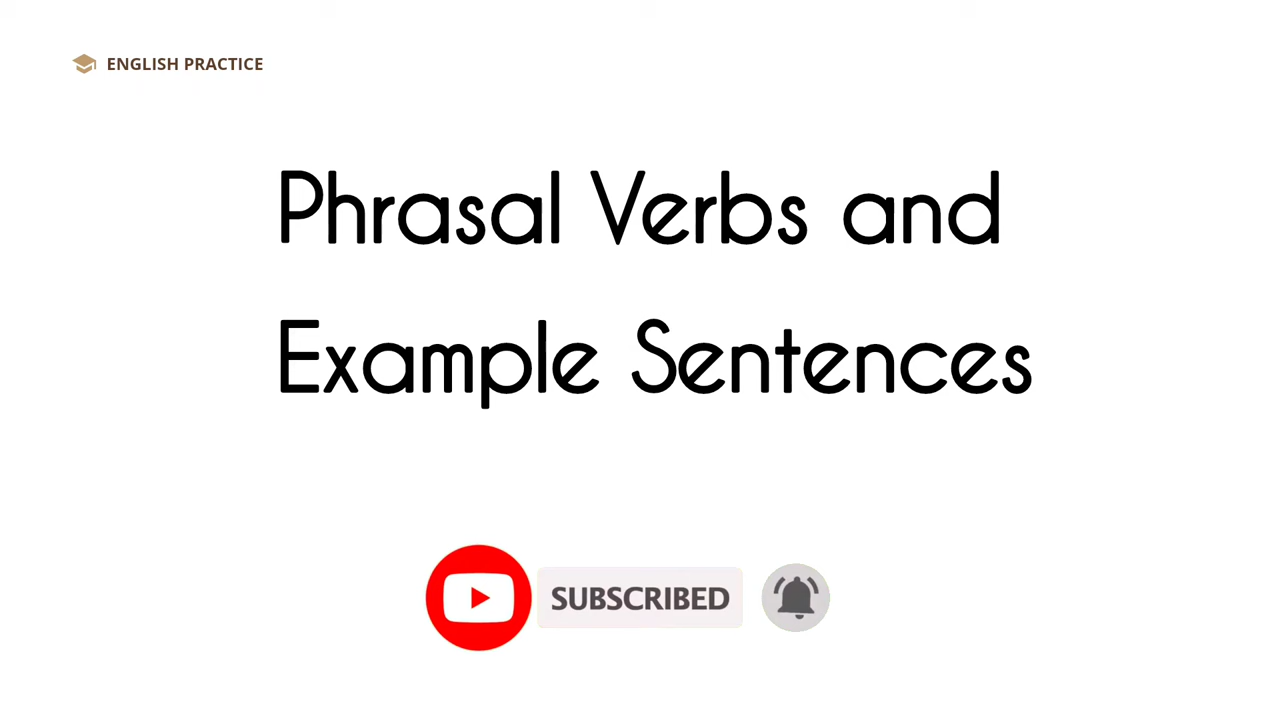 ENGLISH PRACTICE
Phrasal Verbs and
Example Sentences
SUBSCRIBED